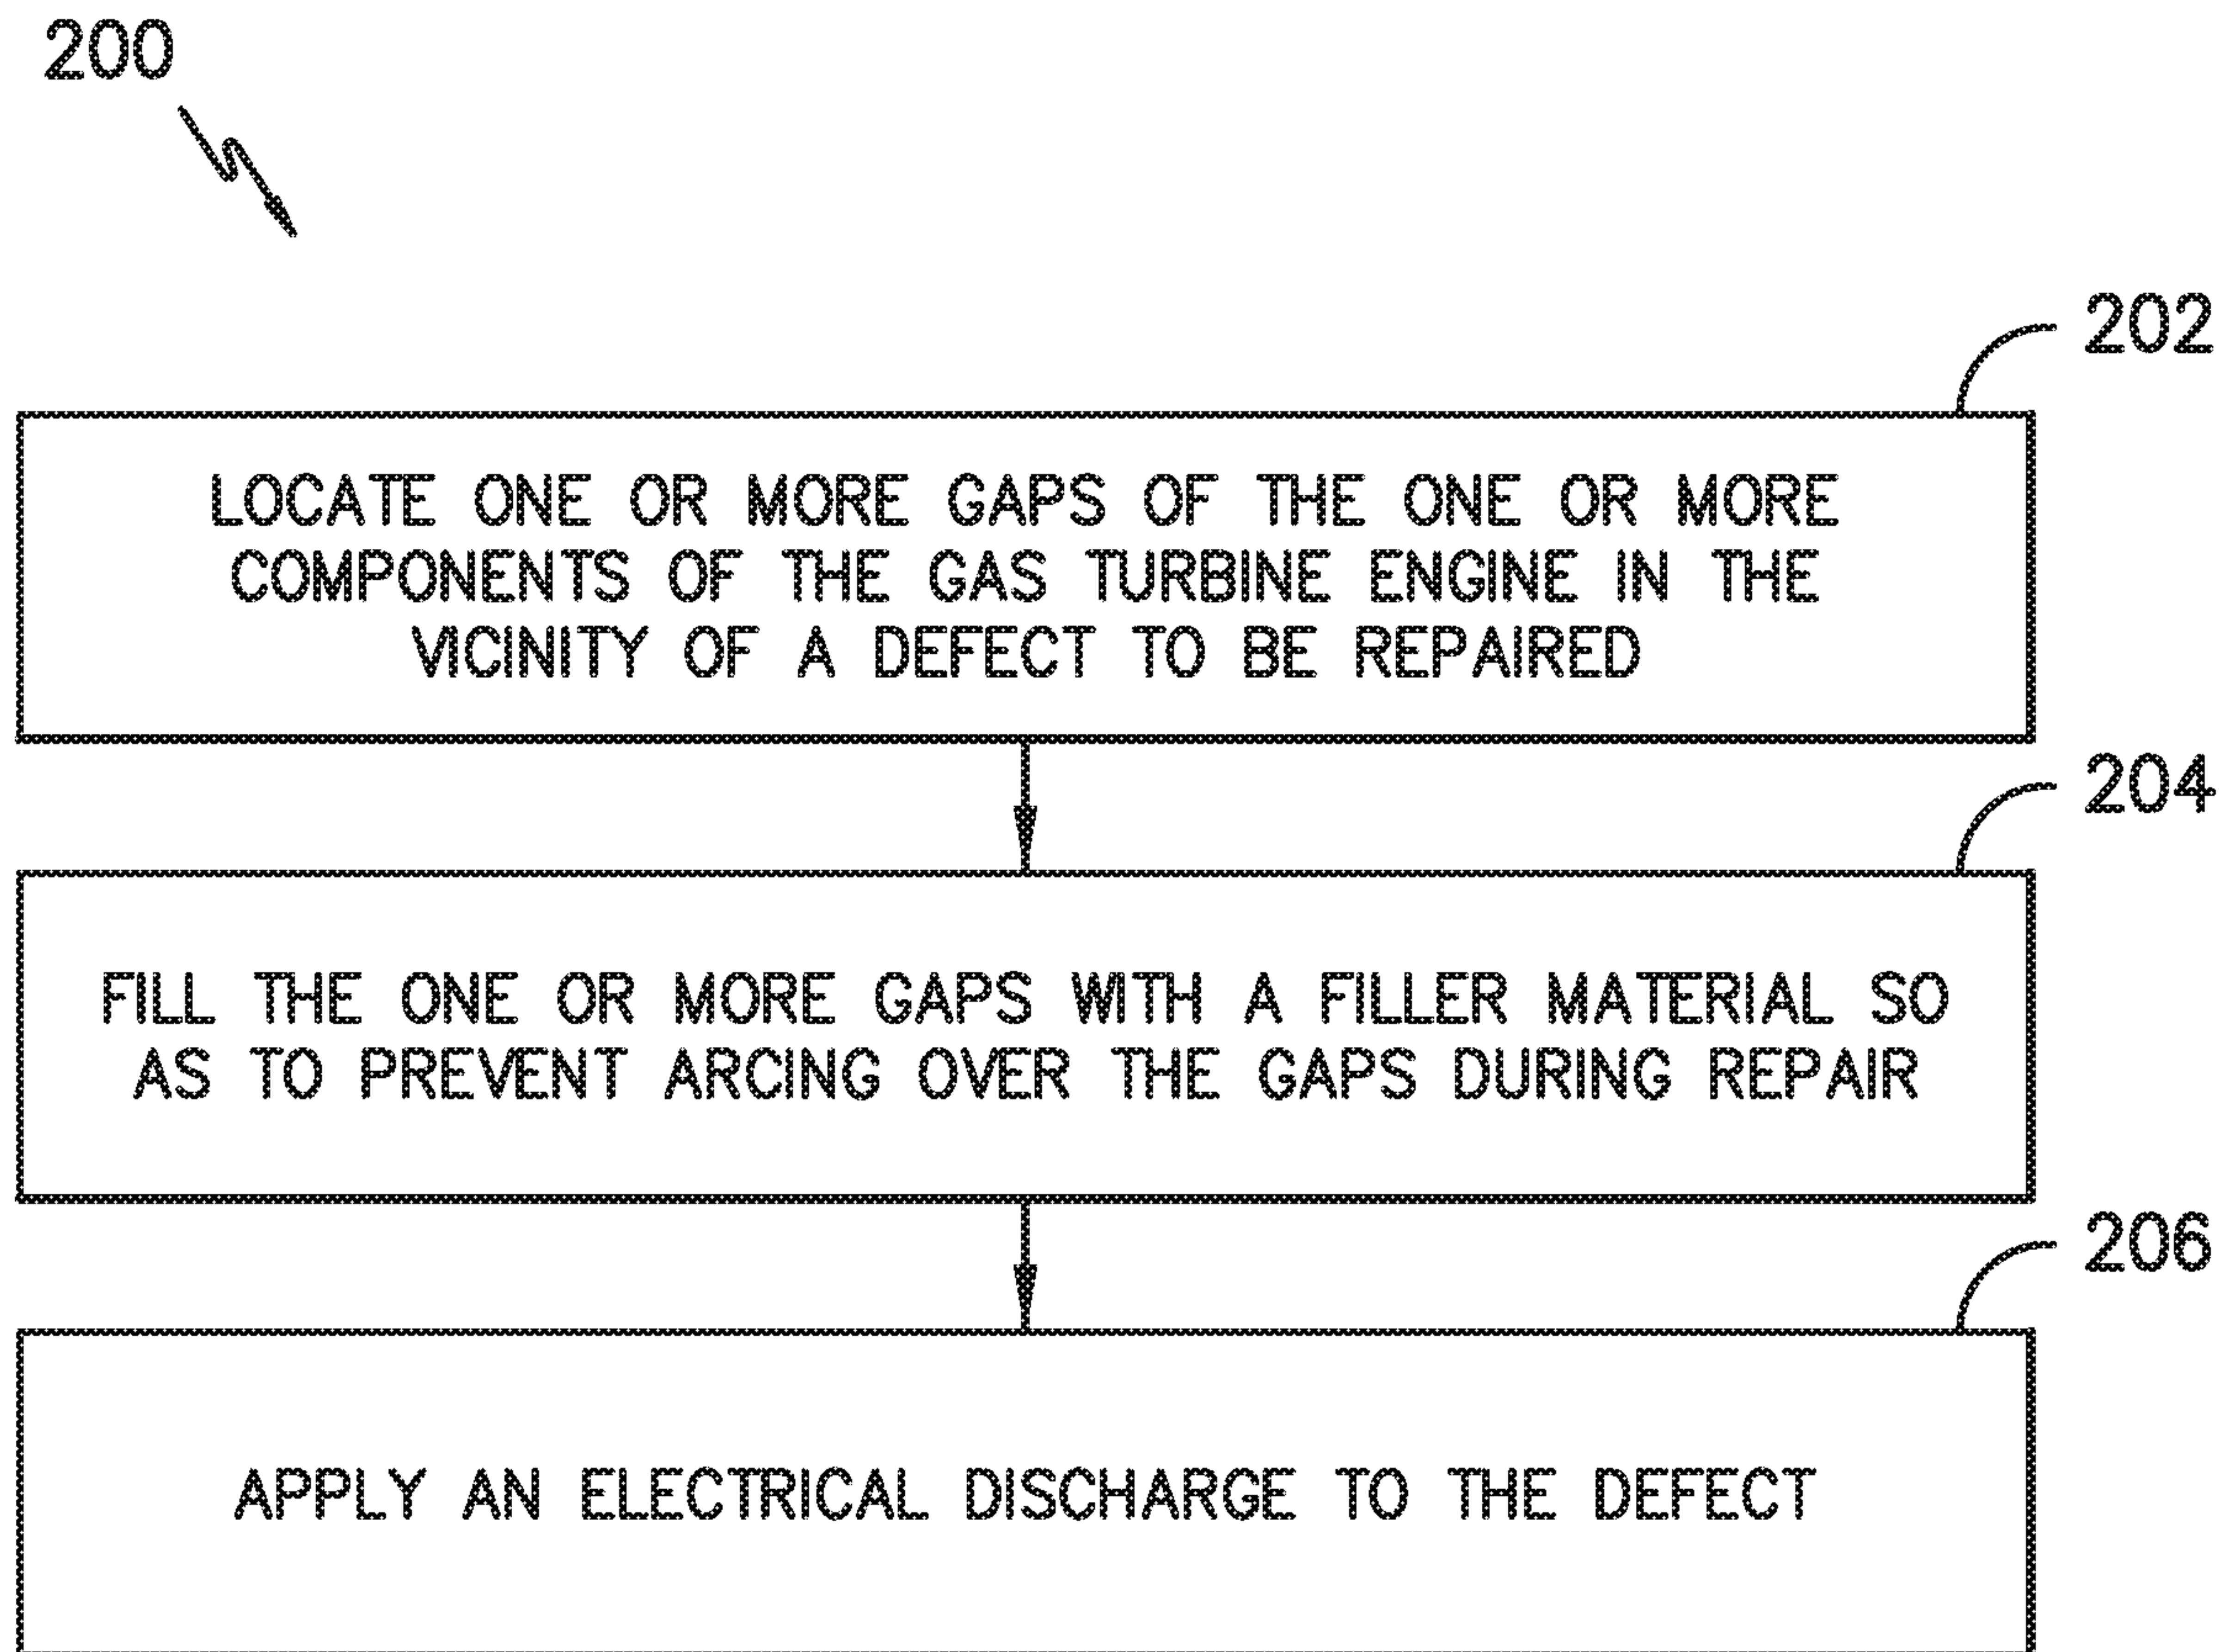 200
202
LOCATE ONE OR MORE GAPS OF THE ONE OR MORE
COMPONENTS OF THE GAS TURBINE ENGINE IN THE
VICINITY OF A DEFECT TO BE REPAIRED
204
FILL THE ONE OR MORE GAPS WITH A FILLER MATERIAL SO
AS TO PREVENT ARCING OVER THE GAPS DURING REPAIR
206
APPLY AN ELECTRICAL DISCHARGE TO THE DEFECT